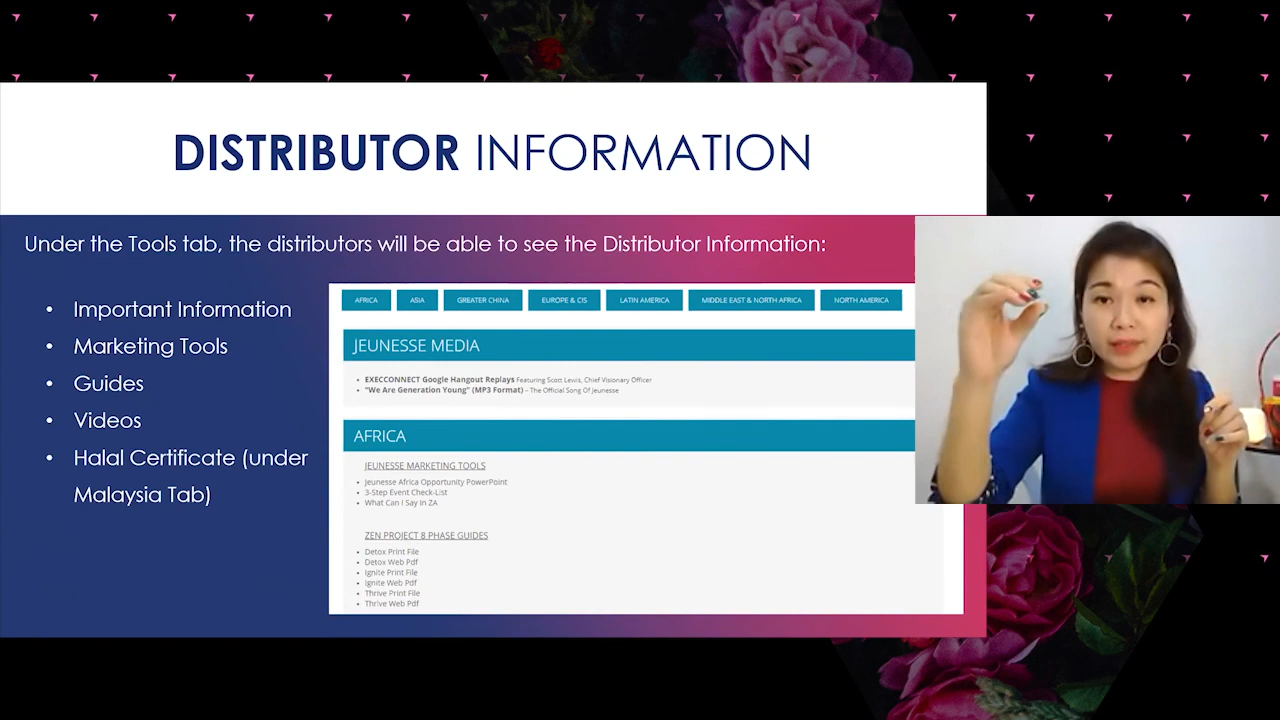 DISTRIBUTOR INFORMATION
Under the Tools tab, the distributors will be able to see the Distributor Information:
• Important Information
• Marketing Tools
• Guides
• Videos
• Halal Certificate (under
Malaysia Tab)
AFRICA ASIA GREATER CHINA EUROPE & CIS LATIN AMERICA MIDDLE EAST & NORTH AFRICA NORTH AMERICA
JEUNESSE MEDIA
• EXECCONNECT Google Hangout Replays Featuring Scott Lewis, Chief Visionary Officer
• "We Are Generation Young" (MP3 Format) – The Official Song Of Jeunesse
AFRICA
JEUNESSE MARKETING TOOLS
• Jeunesse Africa Opportunity PowerPoint
• 3-Step Event Check-List
• What Can I Say In ZA
ZEN PROJECT 8 PHASE GUIDES
• Detox Print File
• Detox Web Pdf
• Ignite Print File
• Ignite Web Pdf
• Thrive Print File
• Thrive Web Pdf